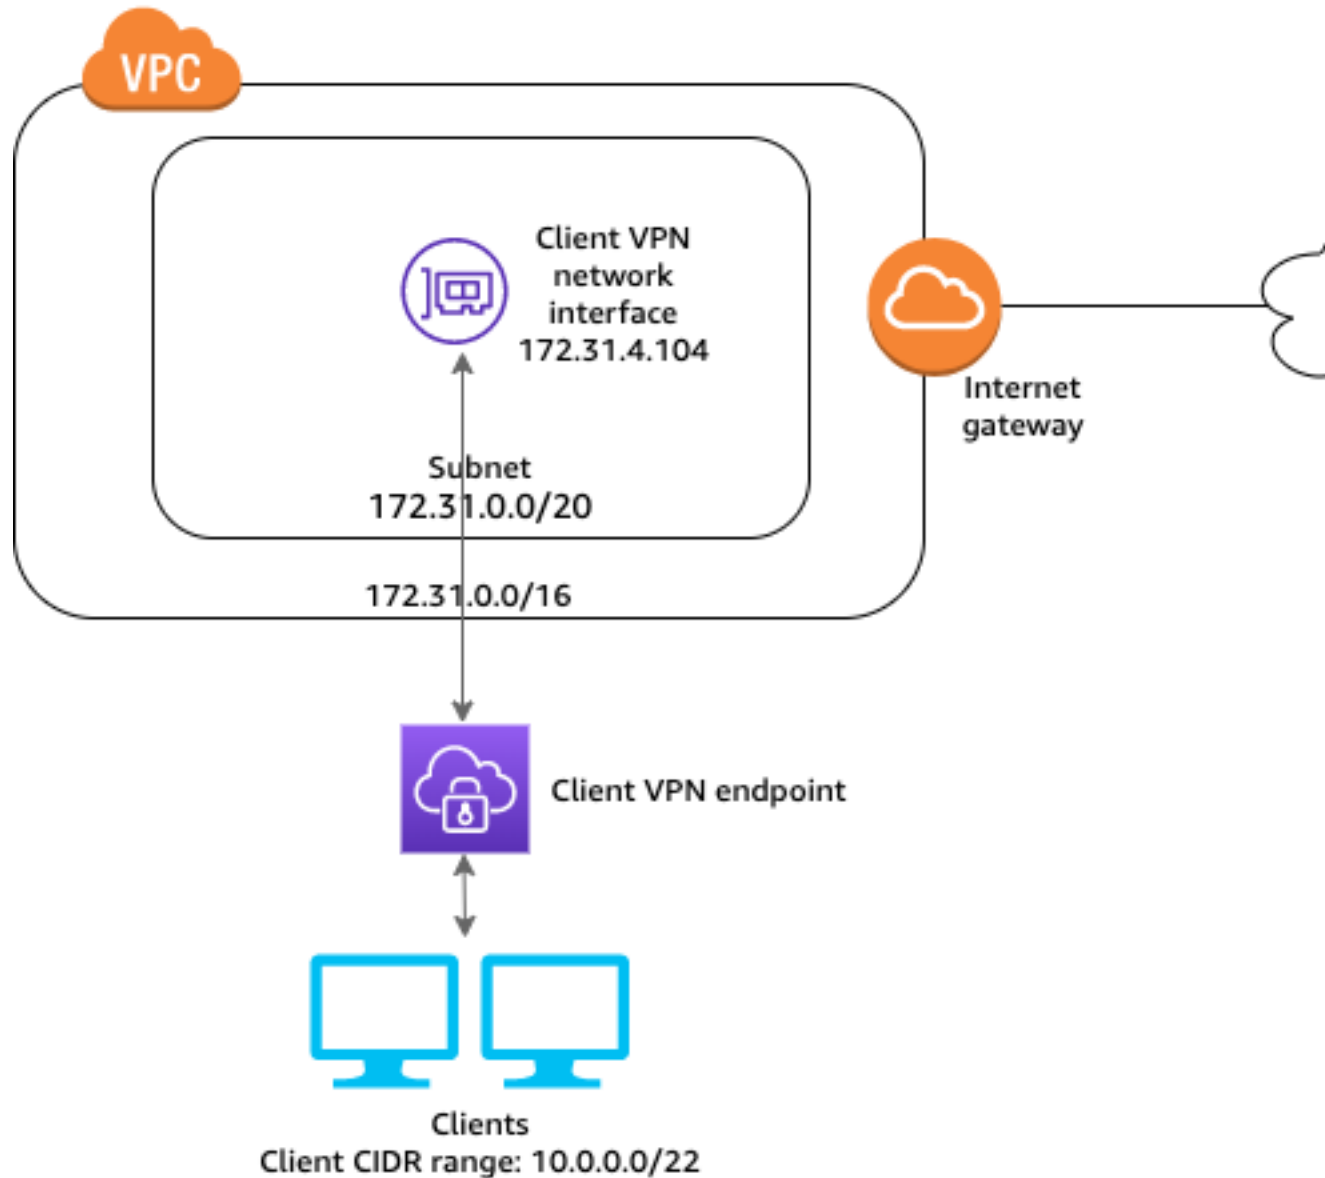 VPC
Client VPN
network
interface
172.31.4.104
Internet
gateway
Subnet
172.31.0.0/20
172.31.0.0/16
Client VPN endpoint
Clients
Client CIDR range: 10.0.0.0/22